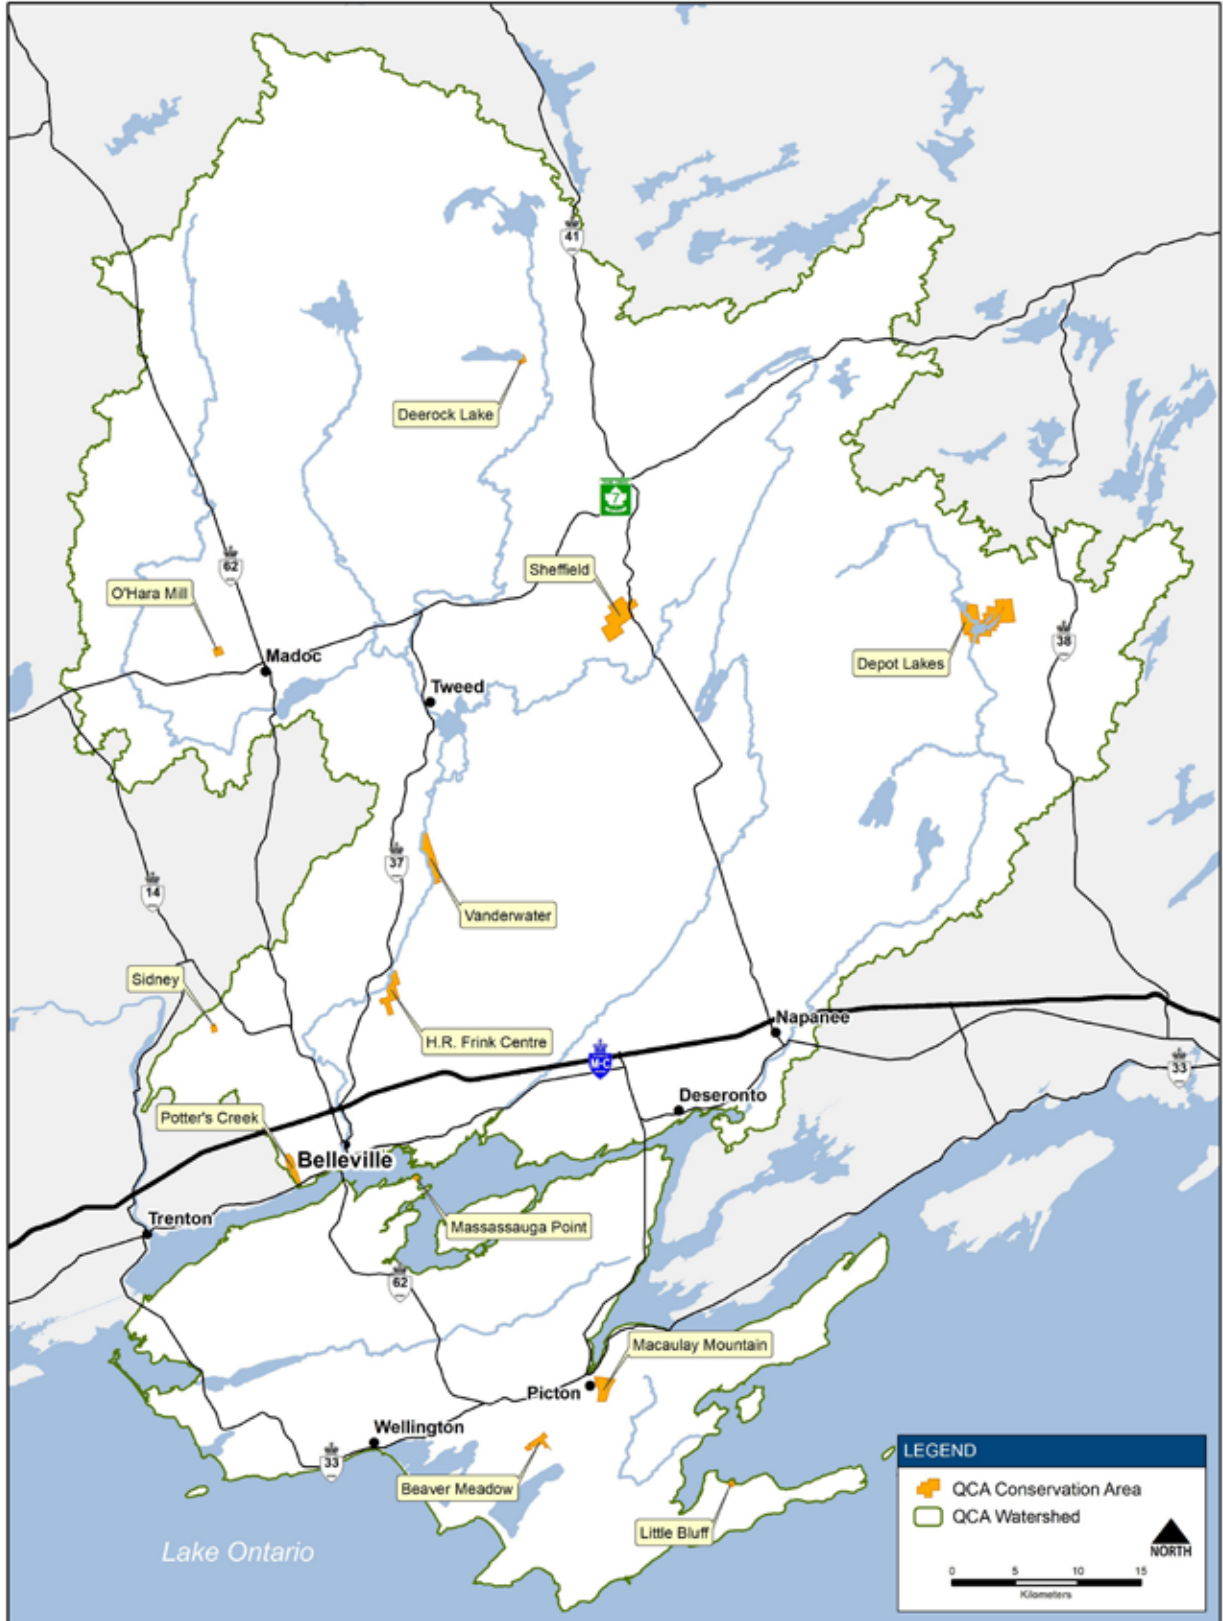 41
Deerock Lake
7
Sheffield
62
O'Hara Mill
38
Depot Lakes
Madoc
Tweed
37
14
Vanderwater
Sidney
Napanee
H.R. Frink Centre
M-C
33
Deseronto
Potter's Creek
Belleville
Trenton
Massassauga Point
62
Macaulay Mountain
Picton
Wellington
33
Beaver Meadow
Little Bluff
Lake Ontario
LEGEND
QCA Conservation Area
QCA Watershed
NORTH
0 5 10 15
Kilometers